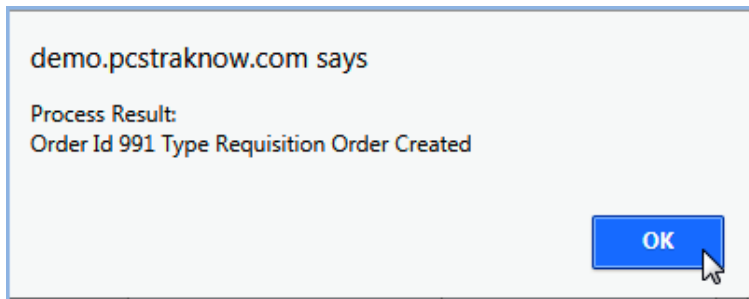 demo.pcstraknow.com says
Process Result:
Order Id 991 Type Requisition Order Created
OK